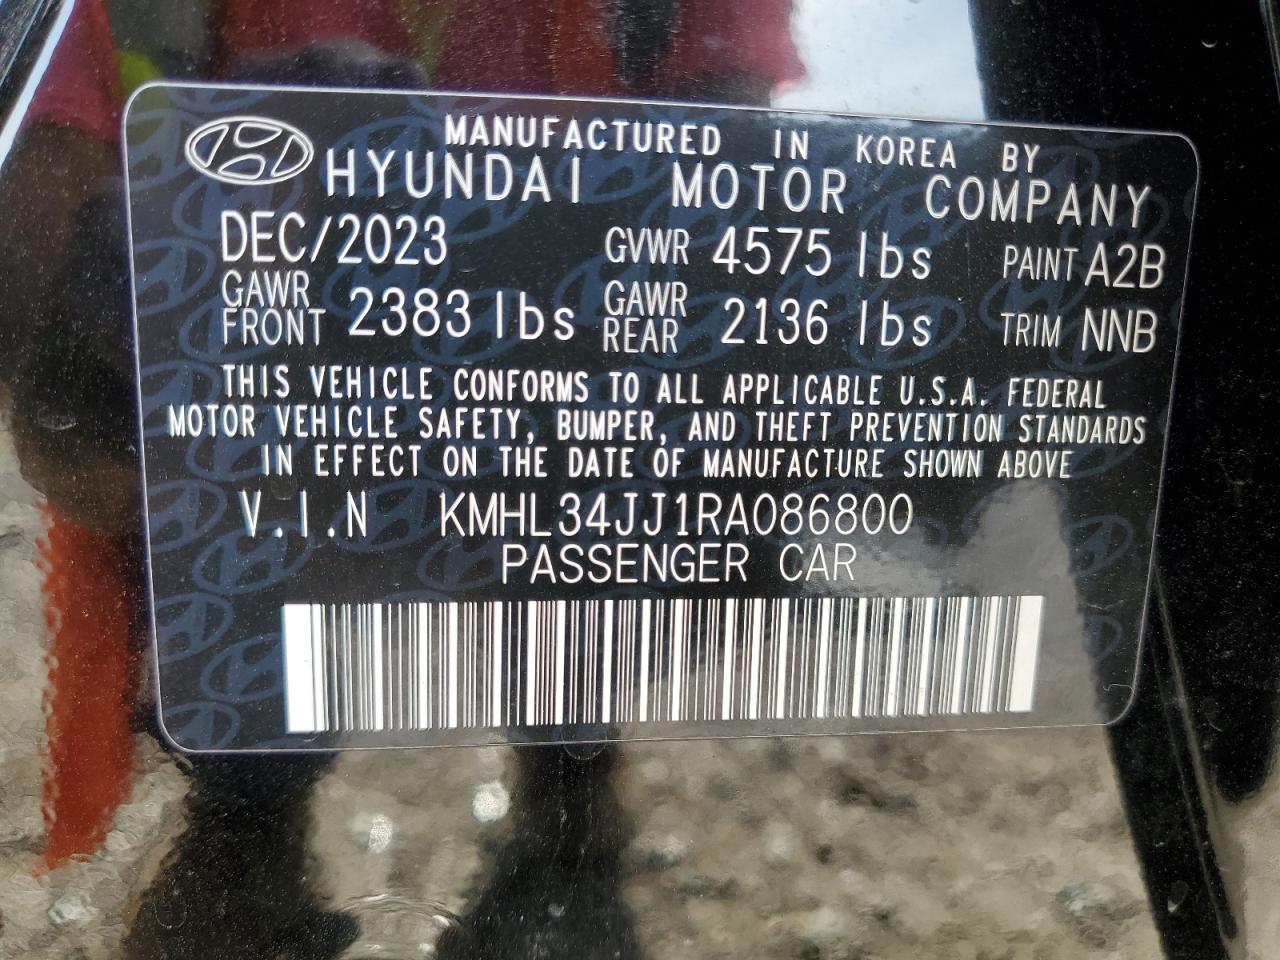 MANUFACTURED IN KOREA BY
HYUNDAI MOTOR COMPANY
DEC/2023 GVWR 4575 lbs PAINT A2B
GAWR FRONT 2383 lbs GAWR REAR 2136 lbs TRIM NNB
THIS VEHICLE CONFORMS TO ALL APPLICABLE U.S.A. FEDERAL
MOTOR VEHICLE SAFETY, BUMPER, AND THEFT PREVENTION STANDARDS
IN EFFECT ON THE DATE OF MANUFACTURE SHOWN ABOVE
V.I.N KMHL34JJ1RA086800
PASSENGER CAR